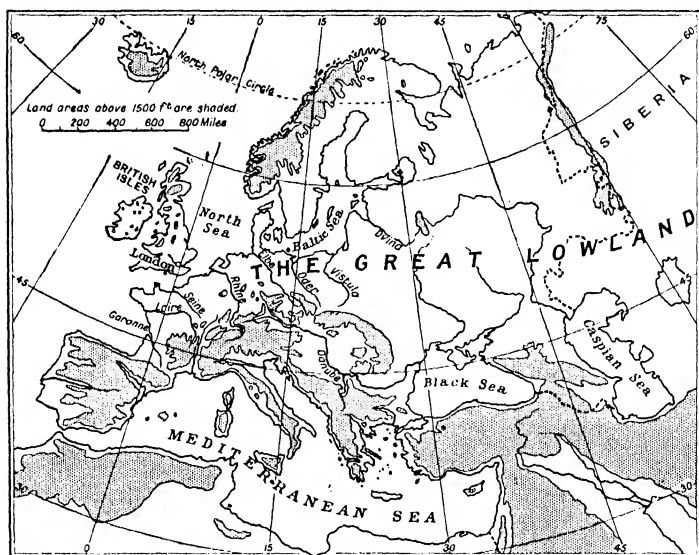 30
15
0
15
30
45
60
75
60
60
North Polar Circle
Land areas above 1500 ft are shaded
0 200 400 600 800 Miles
SIBERIA
BRITISH ISLES
North Sea
Baltic Sea
London
Dvina
THE GREAT LOWLAND
Elbe
Oder
Vistula
Rhine
Seine
Loire
Garonne
45
45
Caspian Sea
Danube
Black Sea
MEDITERRANEAN SEA
30
30
0
15
30
45